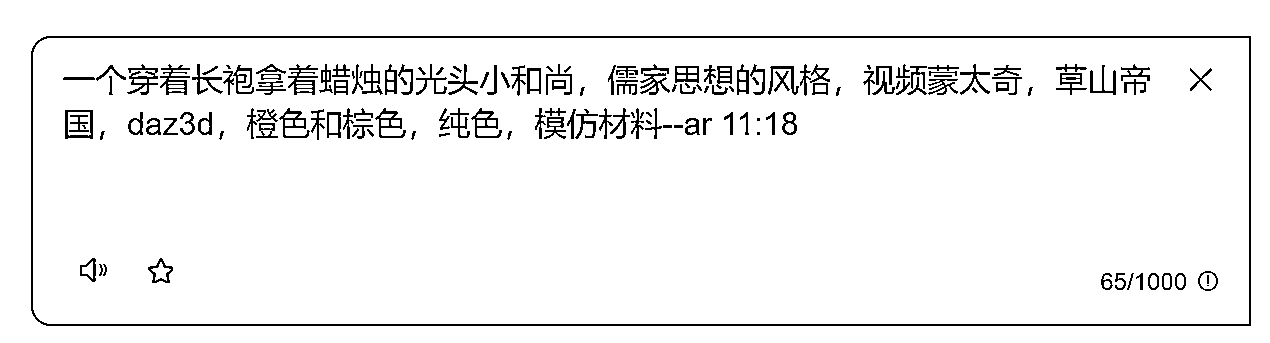 一个穿着长袍拿着蜡烛的光头小和尚，儒家思想的风格，视频蒙太奇，草山帝
国，daz3d，橙色和棕色，纯色，模仿材料--ar 11:18
65/1000